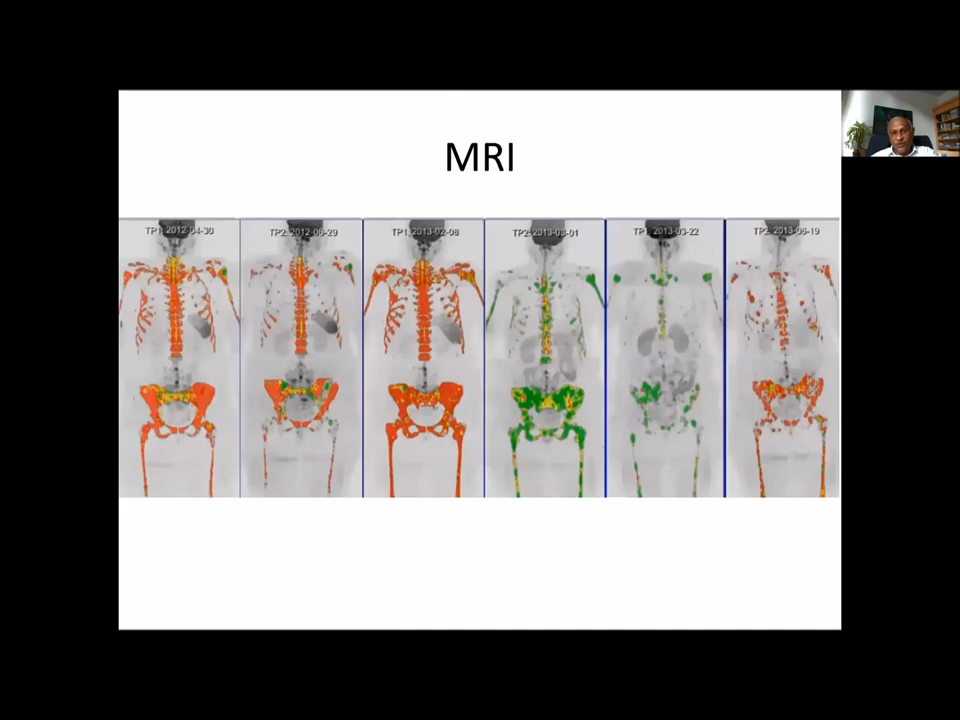 MRI
TP1: 2012-04-30
TP2: 2012-06-29
TP1: 2013-02-08
TP2: 2013-03-01
TP1: 2013-03-22
TP2: 2013-06-19